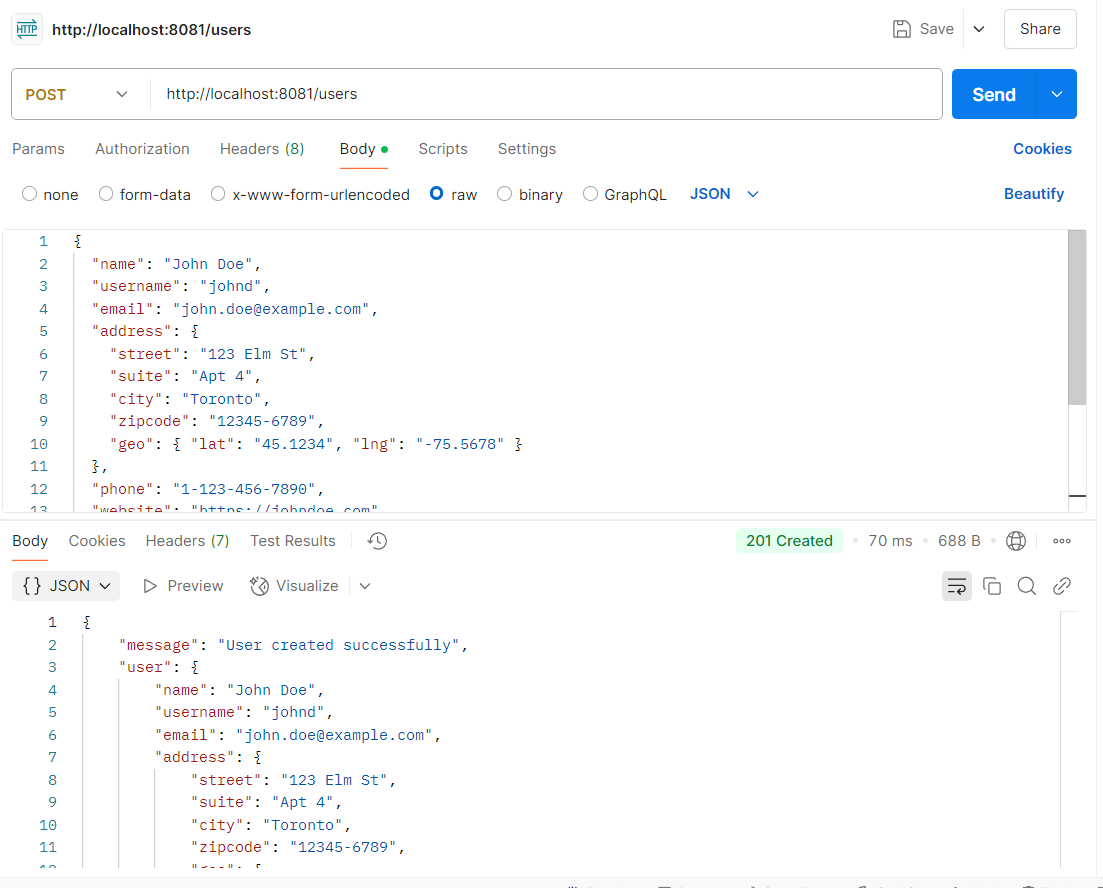 HTTP http://localhost:8081/users Save Share
POST http://localhost:8081/users Send
Params Authorization Headers (8) Body Scripts Settings Cookies
none form-data x-www-form-urlencoded raw binary GraphQL JSON Beautify
1 {
2 "name": "John Doe",
3 "username": "johnd",
4 "email": "john.doe@example.com",
5 "address": {
6 "street": "123 Elm St",
7 "suite": "Apt 4",
8 "city": "Toronto",
9 "zipcode": "12345-6789",
10 "geo": { "lat": "45.1234", "lng": "-75.5678" }
11 },
12 "phone": "1-123-456-7890",
13 "website": "https://johndoe.com"
Body Cookies Headers (7) Test Results 201 Created 70 ms 688 B
{} JSON Preview Visualize
1 {
2 "message": "User created successfully",
3 "user": {
4 "name": "John Doe",
5 "username": "johnd",
6 "email": "john.doe@example.com",
7 "address": {
8 "street": "123 Elm St",
9 "suite": "Apt 4",
10 "city": "Toronto",
11 "zipcode": "12345-6789",